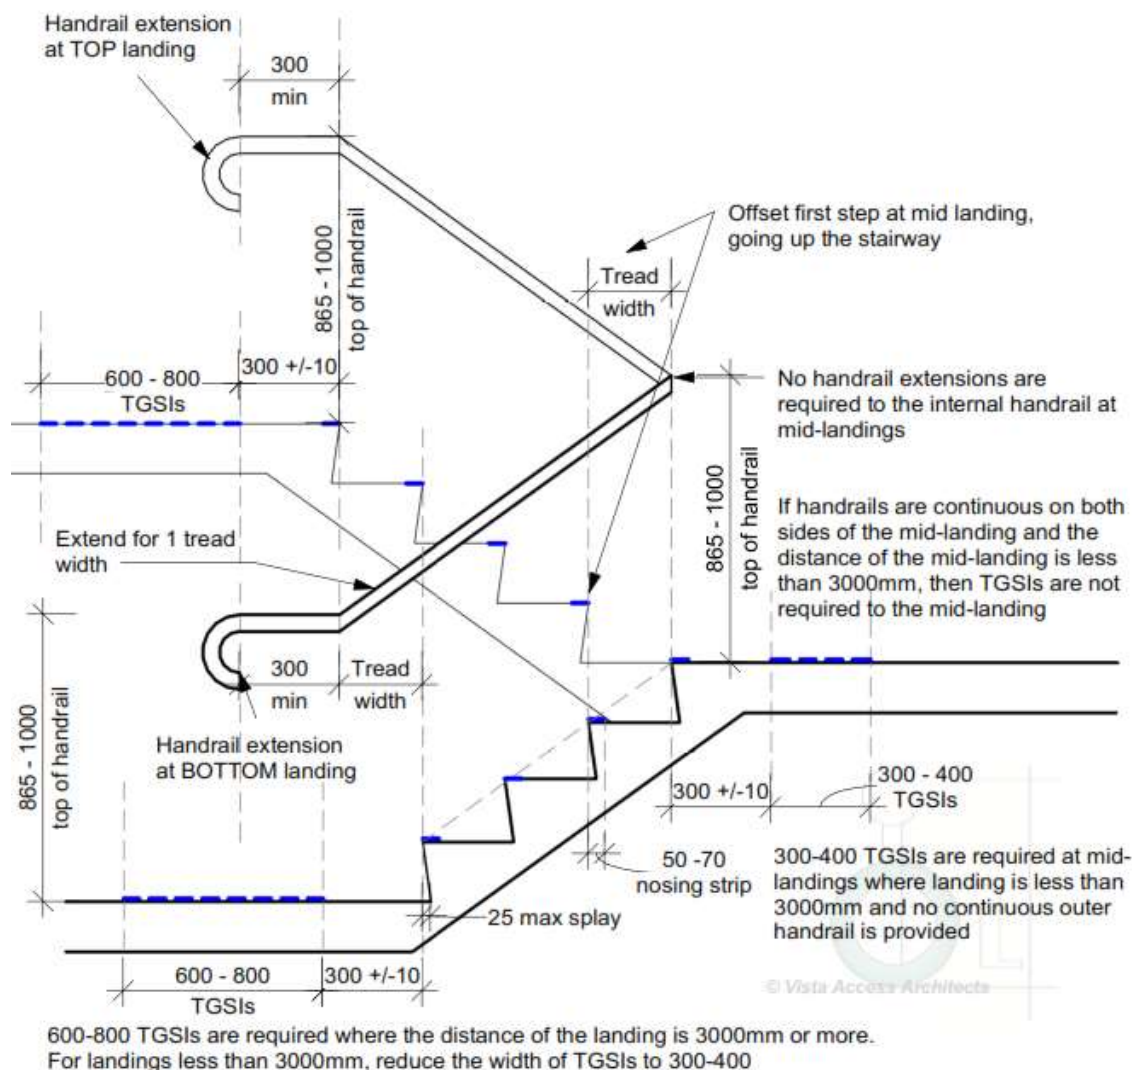 Handrail extension
at TOP landing
300
min
865 - 1000
top of handrail
Offset first step at mid landing,
going up the stairway
Tread
width
600 - 800
TGSIs
300 +/-10
No handrail extensions are
required to the internal handrail at
mid-landings
865 - 1000
top of handrail
If handrails are continuous on both
sides of the mid-landing and the
distance of the mid-landing is less
than 3000mm, then TGSIs are not
required to the mid-landing
Extend for 1 tread
width
300
min
Tread
width
865 - 1000
top of handrail
Handrail extension
at BOTTOM landing
300 +/-10
300 - 400
TGSIs
50 -70
nosing strip
25 max splay
300-400 TGSIs are required at mid-
landings where landing is less than
3000mm and no continuous outer
handrail is provided
600 - 800
TGSIs
300 +/-10
© Vista Access Architects
600-800 TGSIs are required where the distance of the landing is 3000mm or more.
For landings less than 3000mm, reduce the width of TGSIs to 300-400